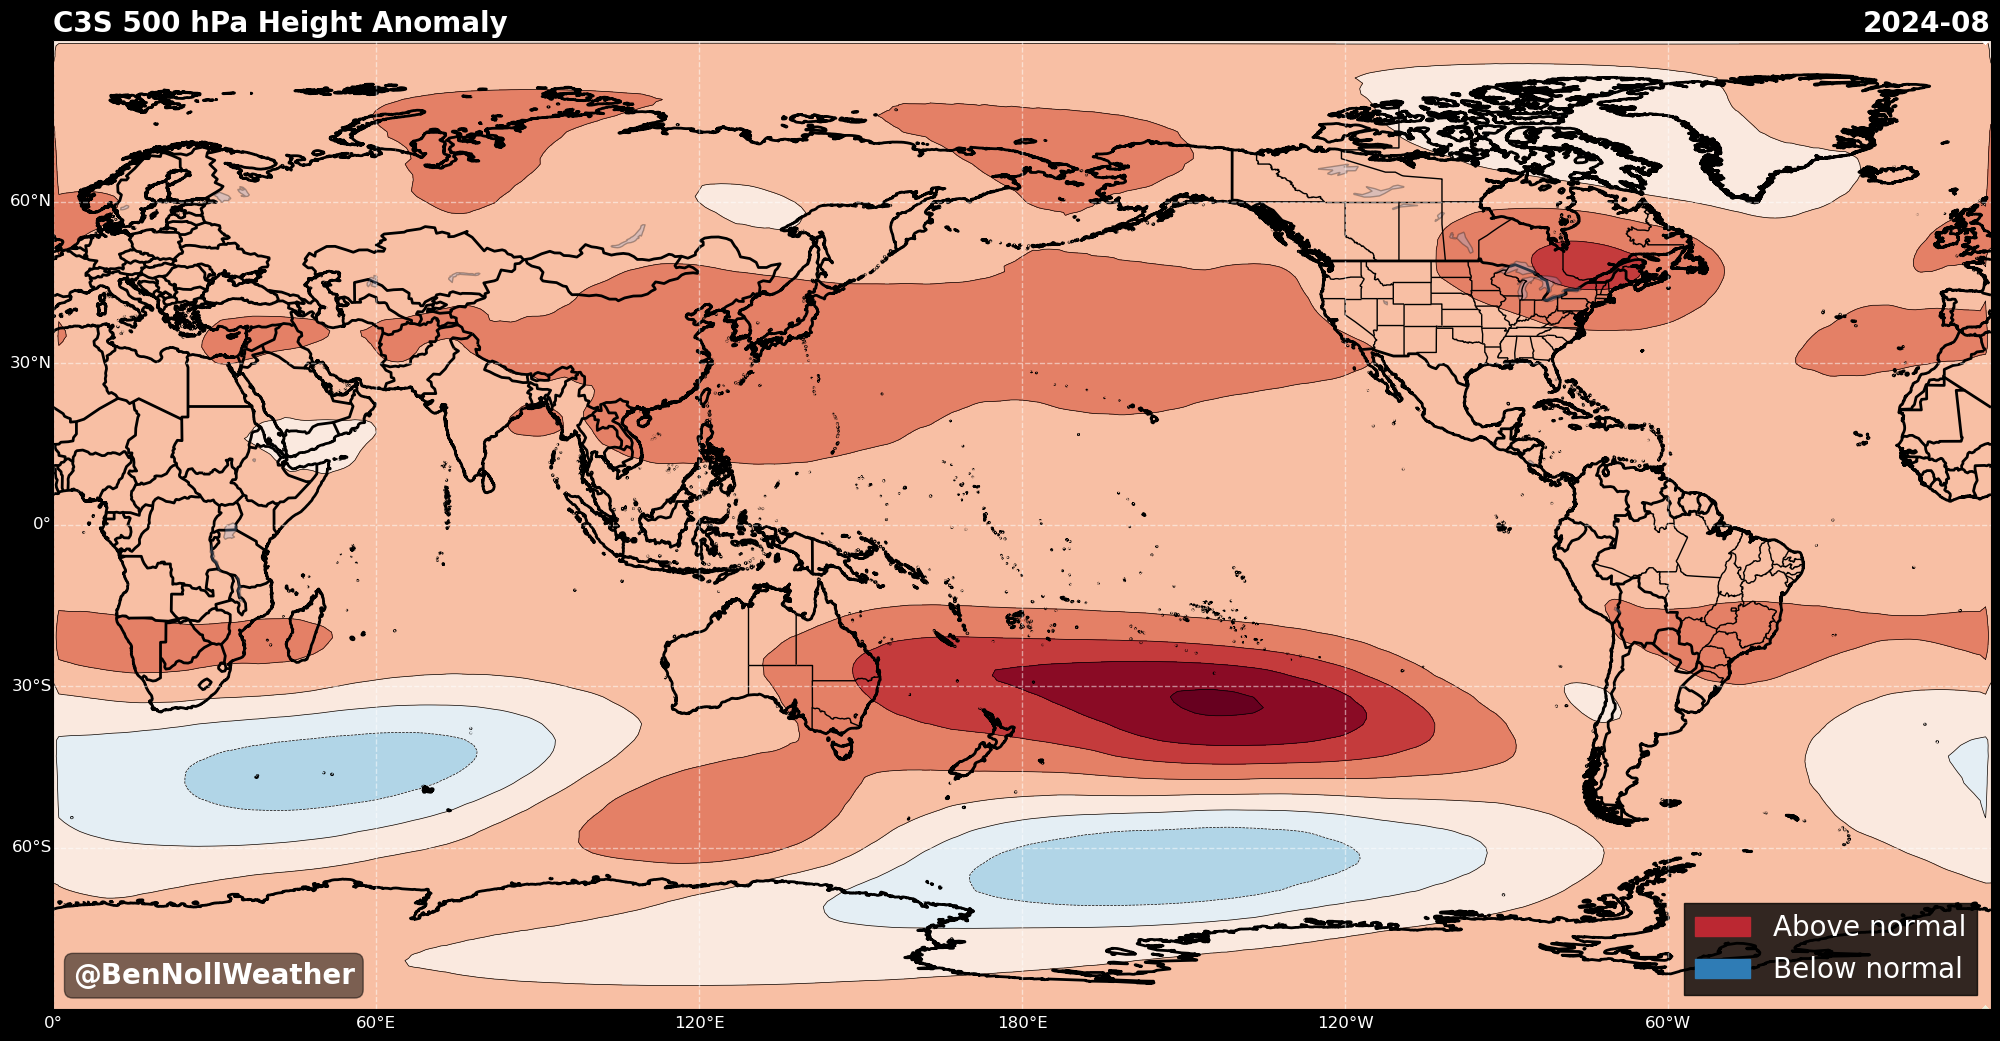 C3S 500 hPa Height Anomaly 2024-08
60°N
30°N
0°
30°S
60°S
Above normal
Below normal
@BenNollWeather
0° 60°E 120°E 180°E 120°W 60°W